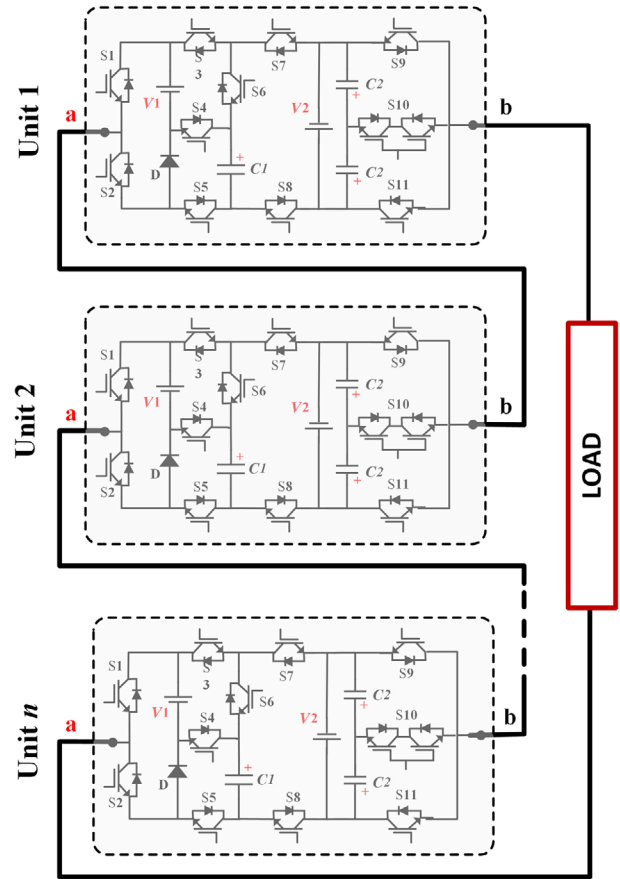 Unit 1
a
S1
S2
V1
D
S
3
S4
S5
S6
C1
+
S7
S8
V2
C2
+
C2
+
S9
S10
S11
b
Unit 2
a
S1
S2
V1
D
S
3
S4
S5
S6
C1
+
S7
S8
V2
C2
+
C2
+
S9
S10
S11
b
LOAD
Unit n
a
S1
S2
V1
D
S
3
S4
S5
S6
C1
+
S7
S8
V2
C2
+
C2
+
S9
S10
S11
b